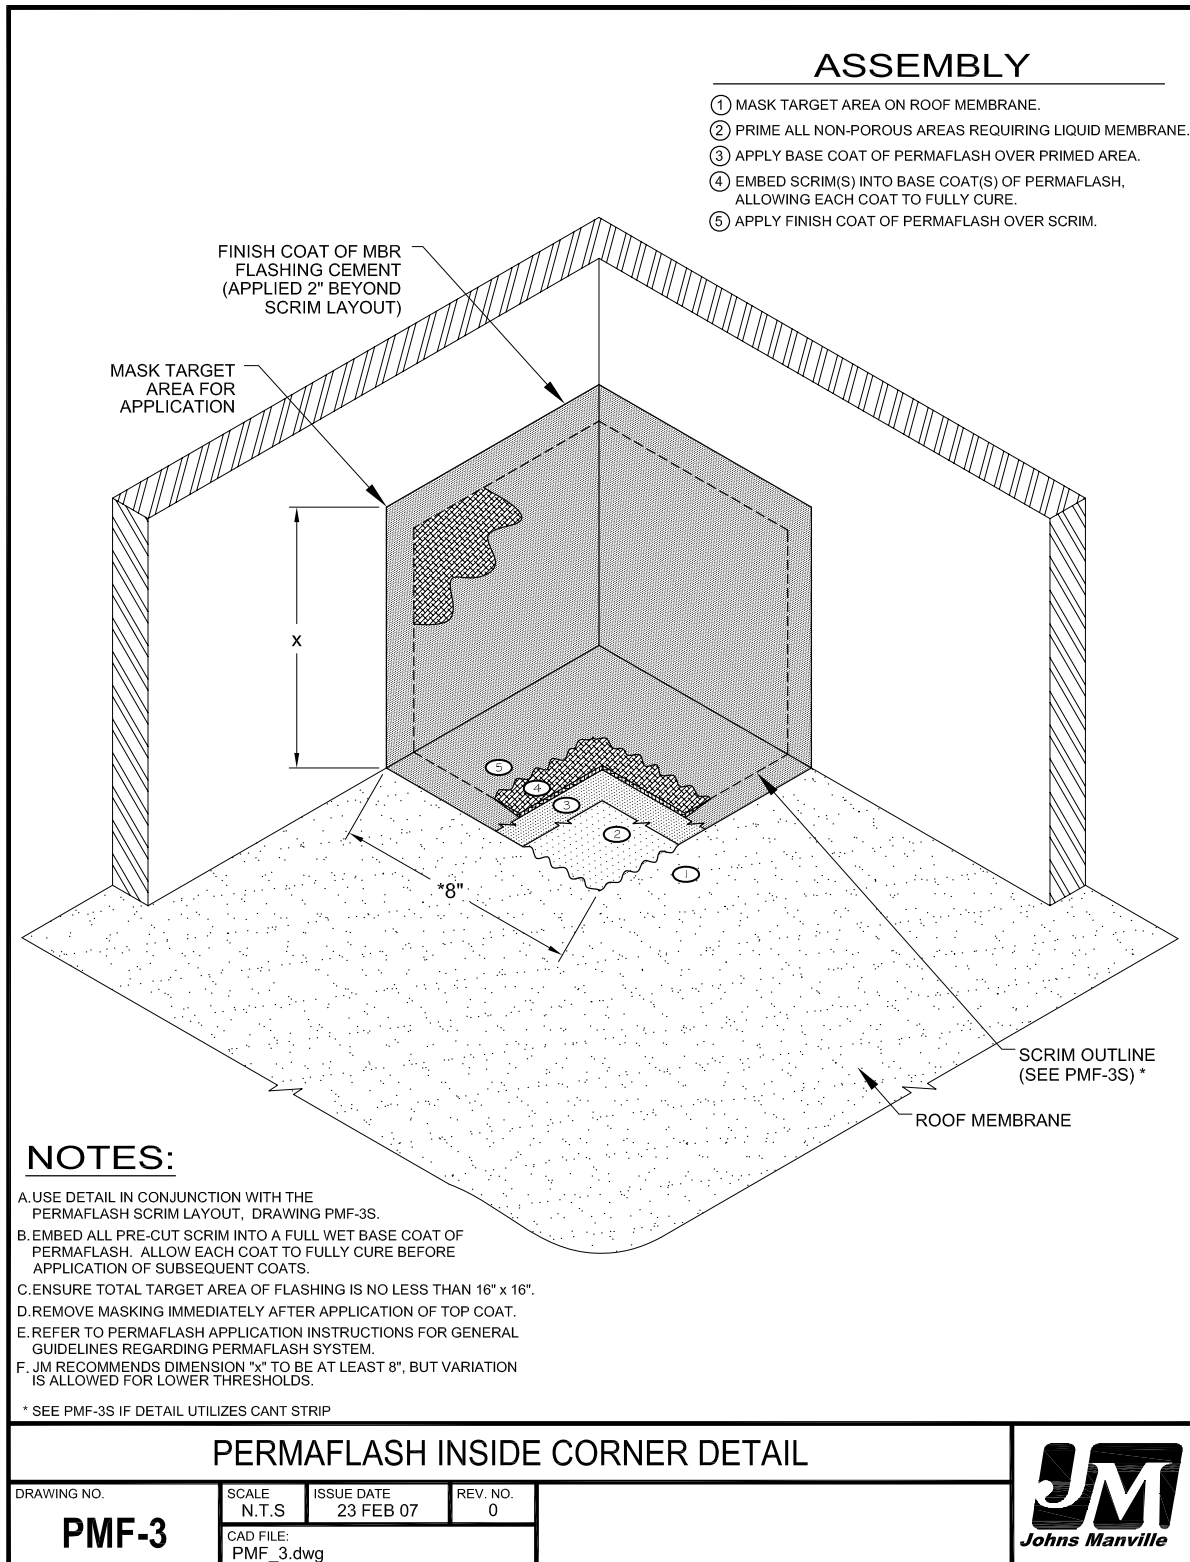 ASSEMBLY
1 MASK TARGET AREA ON ROOF MEMBRANE.
2 PRIME ALL NON-POROUS AREAS REQUIRING LIQUID MEMBRANE.
3 APPLY BASE COAT OF PERMAFLASH OVER PRIMED AREA.
4 EMBED SCRIM(S) INTO BASE COAT(S) OF PERMAFLASH,
ALLOWING EACH COAT TO FULLY CURE.
5 APPLY FINISH COAT OF PERMAFLASH OVER SCRIM.
FINISH COAT OF MBR
FLASHING CEMENT
(APPLIED 2" BEYOND
SCRIM LAYOUT)
MASK TARGET
AREA FOR
APPLICATION
x
5
4
3
2
1
*8"
SCRIM OUTLINE
(SEE PMF-3S) *
ROOF MEMBRANE
NOTES:
A. USE DETAIL IN CONJUNCTION WITH THE
PERMAFLASH SCRIM LAYOUT, DRAWING PMF-3S.
B. EMBED ALL PRE-CUT SCRIM INTO A FULL WET BASE COAT OF
PERMAFLASH. ALLOW EACH COAT TO FULLY CURE BEFORE
APPLICATION OF SUBSEQUENT COATS.
C. ENSURE TOTAL TARGET AREA OF FLASHING IS NO LESS THAN 16" x 16".
D. REMOVE MASKING IMMEDIATELY AFTER APPLICATION OF TOP COAT.
E. REFER TO PERMAFLASH APPLICATION INSTRUCTIONS FOR GENERAL
GUIDELINES REGARDING PERMAFLASH SYSTEM.
F. JM RECOMMENDS DIMENSION "x" TO BE AT LEAST 8", BUT VARIATION
IS ALLOWED FOR LOWER THRESHOLDS.
* SEE PMF-3S IF DETAIL UTILIZES CANT STRIP
PERMAFLASH INSIDE CORNER DETAIL
DRAWING NO.
PMF-3
SCALE
N.T.S
ISSUE DATE
23 FEB 07
REV. NO.
0
CAD FILE:
PMF_3.dwg
JM
Johns Manville